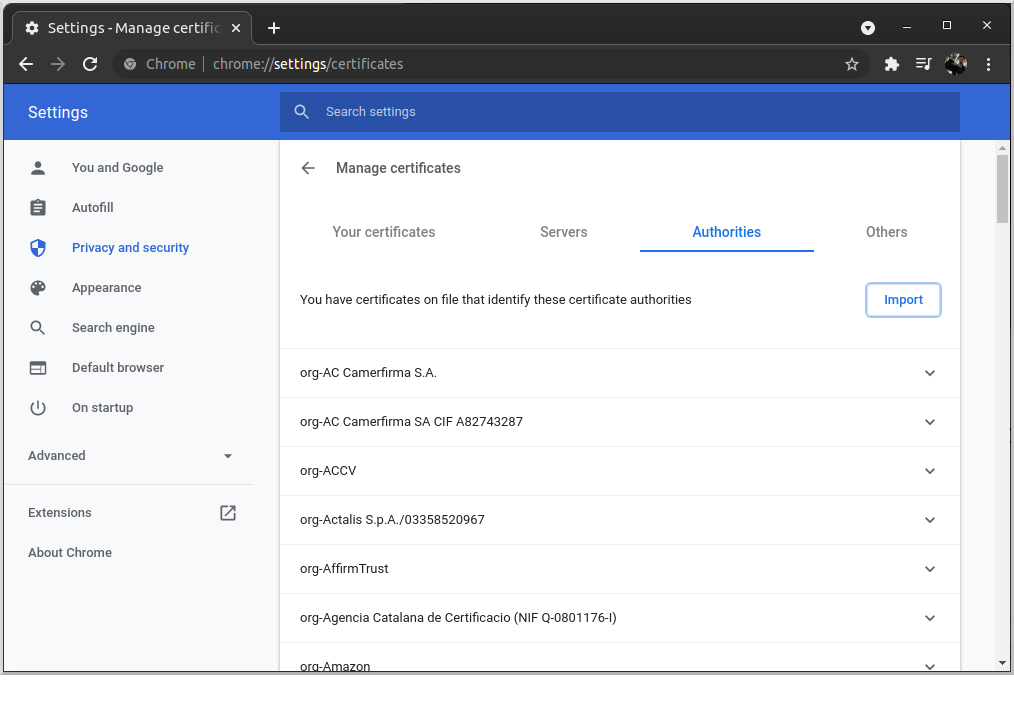 Settings - Manage certific
Chrome | chrome://settings/certificates
Settings
Search settings
You and Google
Autofill
Privacy and security
Appearance
Search engine
Default browser
On startup
Advanced
Extensions
About Chrome
Manage certificates
Your certificates Servers Authorities Others
You have certificates on file that identify these certificate authorities Import
org-AC Camerfirma S.A.
org-AC Camerfirma SA CIF A82743287
org-ACCV
org-Actalis S.p.A./03358520967
org-AffirmTrust
org-Agencia Catalana de Certificacio (NIF Q-0801176-I)
org-Amazon